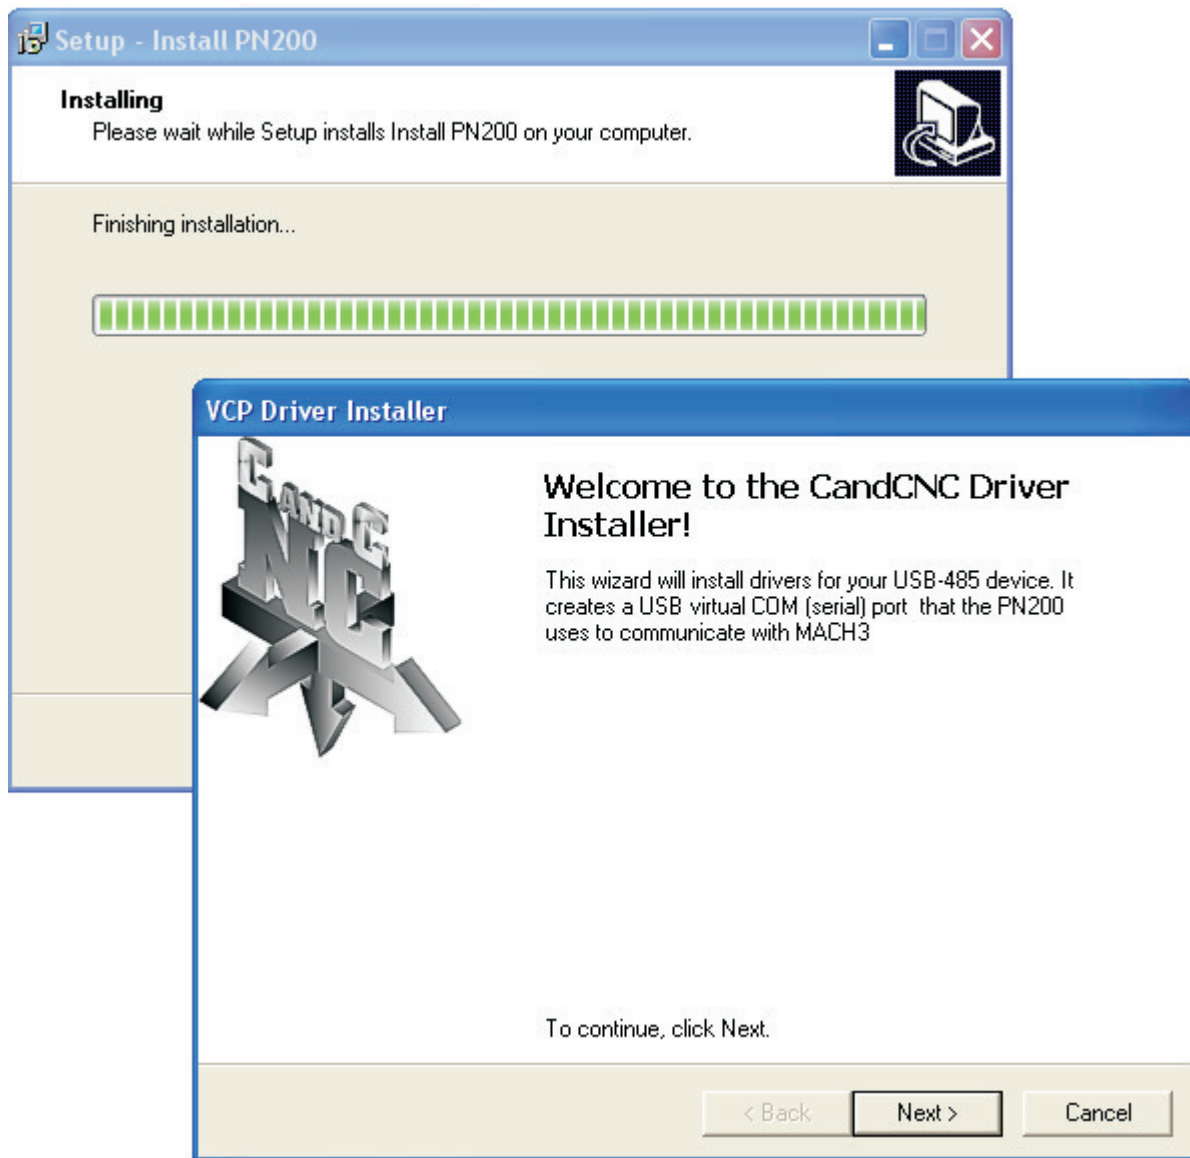 Setup - Install PN200
Installing
Please wait while Setup installs Install PN200 on your computer.
Finishing installation...
VCP Driver Installer
C AND C
NC
Welcome to the CandCNC Driver
Installer!
This wizard will install drivers for your USB-485 device. It
creates a USB virtual COM (serial) port  that the PN200
uses to communicate with MACH3
To continue, click Next.
< Back
Next >
Cancel